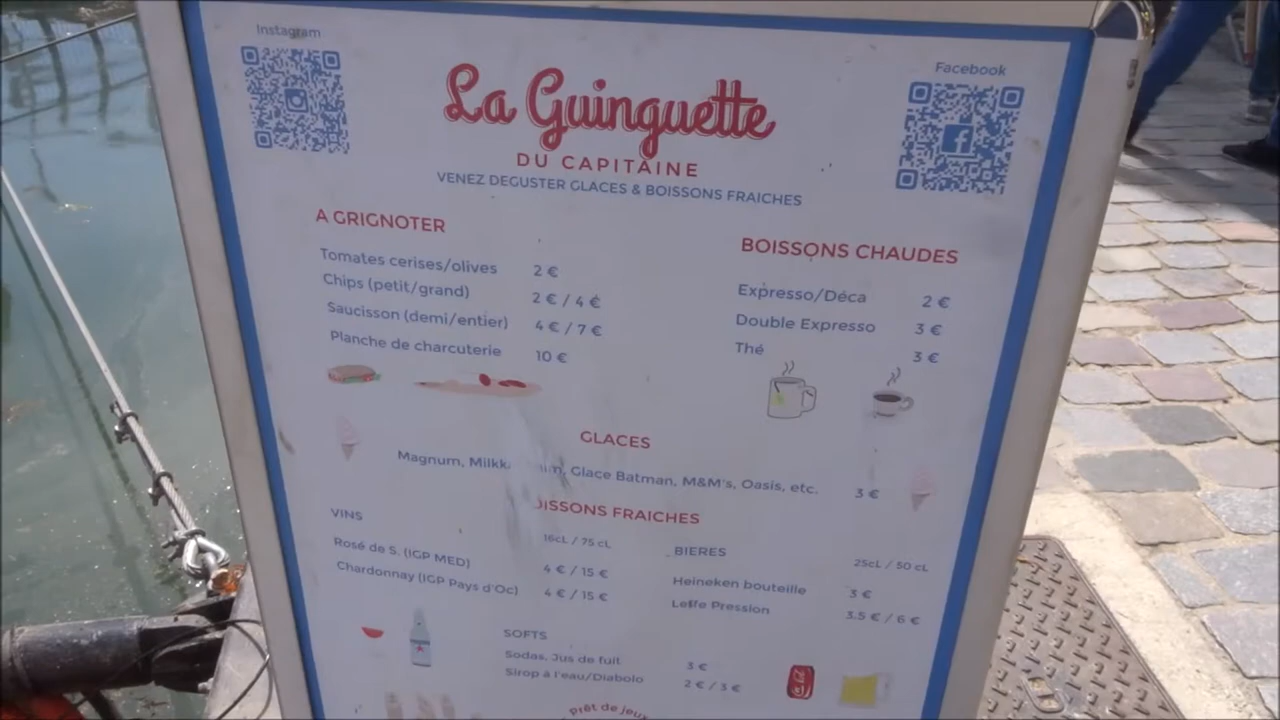 Instagram
Facebook
La Guinguette
DU CAPITAINE
VENEZ DEGUSTER GLACES & BOISSONS FRAICHES
A GRIGNOTER
Tomates cerises/olives 2 €
Chips (petit/grand) 2 € / 4 €
Saucisson (demi/entier) 4 € / 7 €
Planche de charcuterie 10 €
BOISSONS CHAUDES
Expresso/Déca 2 €
Double Expresso 3 €
Thé 3 €
GLACES
Magnum, Glace Batman, M&M's, Oasis, etc. 3 €
OISSONS FRAICHES
VINS 16cL / 75 cL
Rosé de S. (IGP MED) 4 € / 15 €
Chardonnay (IGP Pays d'Oc) 4 € / 15 €
BIERES 25cL / 50 cL
Heineken bouteille 3 €
Leffe Pression 3.5 € / 6 €
SOFTS
Sodas, Jus de fuit 3 €
Sirop à l'eau/Diabolo 2 € / 3 €
Prêt de jeux